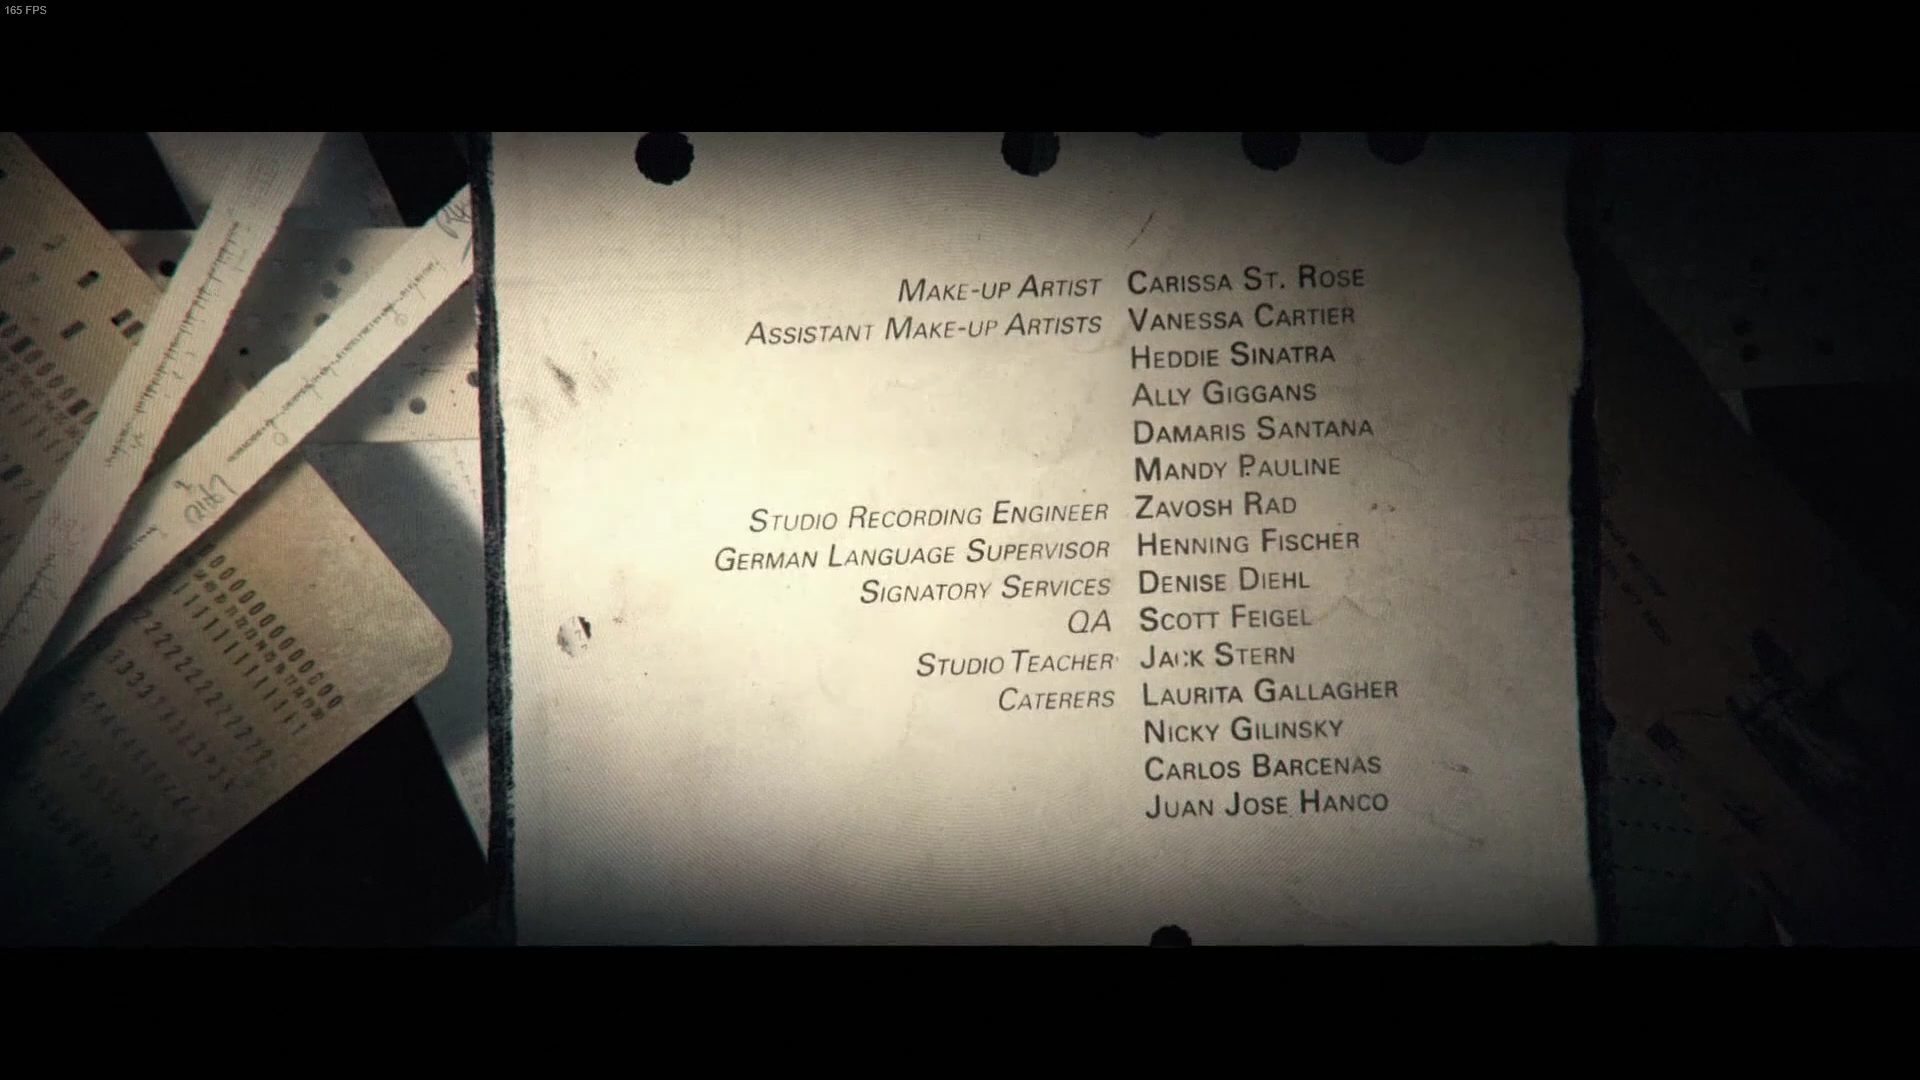 165 FPS
Make-up Artist Carissa St. Rose
Assistant Make-up Artists Vanessa Cartier
Heddie Sinatra
Ally Giggans
Damaris Santana
Mandy Pauline
Studio Recording Engineer Zavosh Rad
German Language Supervisor Henning Fischer
Signatory Services Denise Diehl
QA Scott Feigel
Studio Teacher Jack Stern
Caterers Laurita Gallagher
Nicky Gilinsky
Carlos Barcenas
Juan Jose Hanco